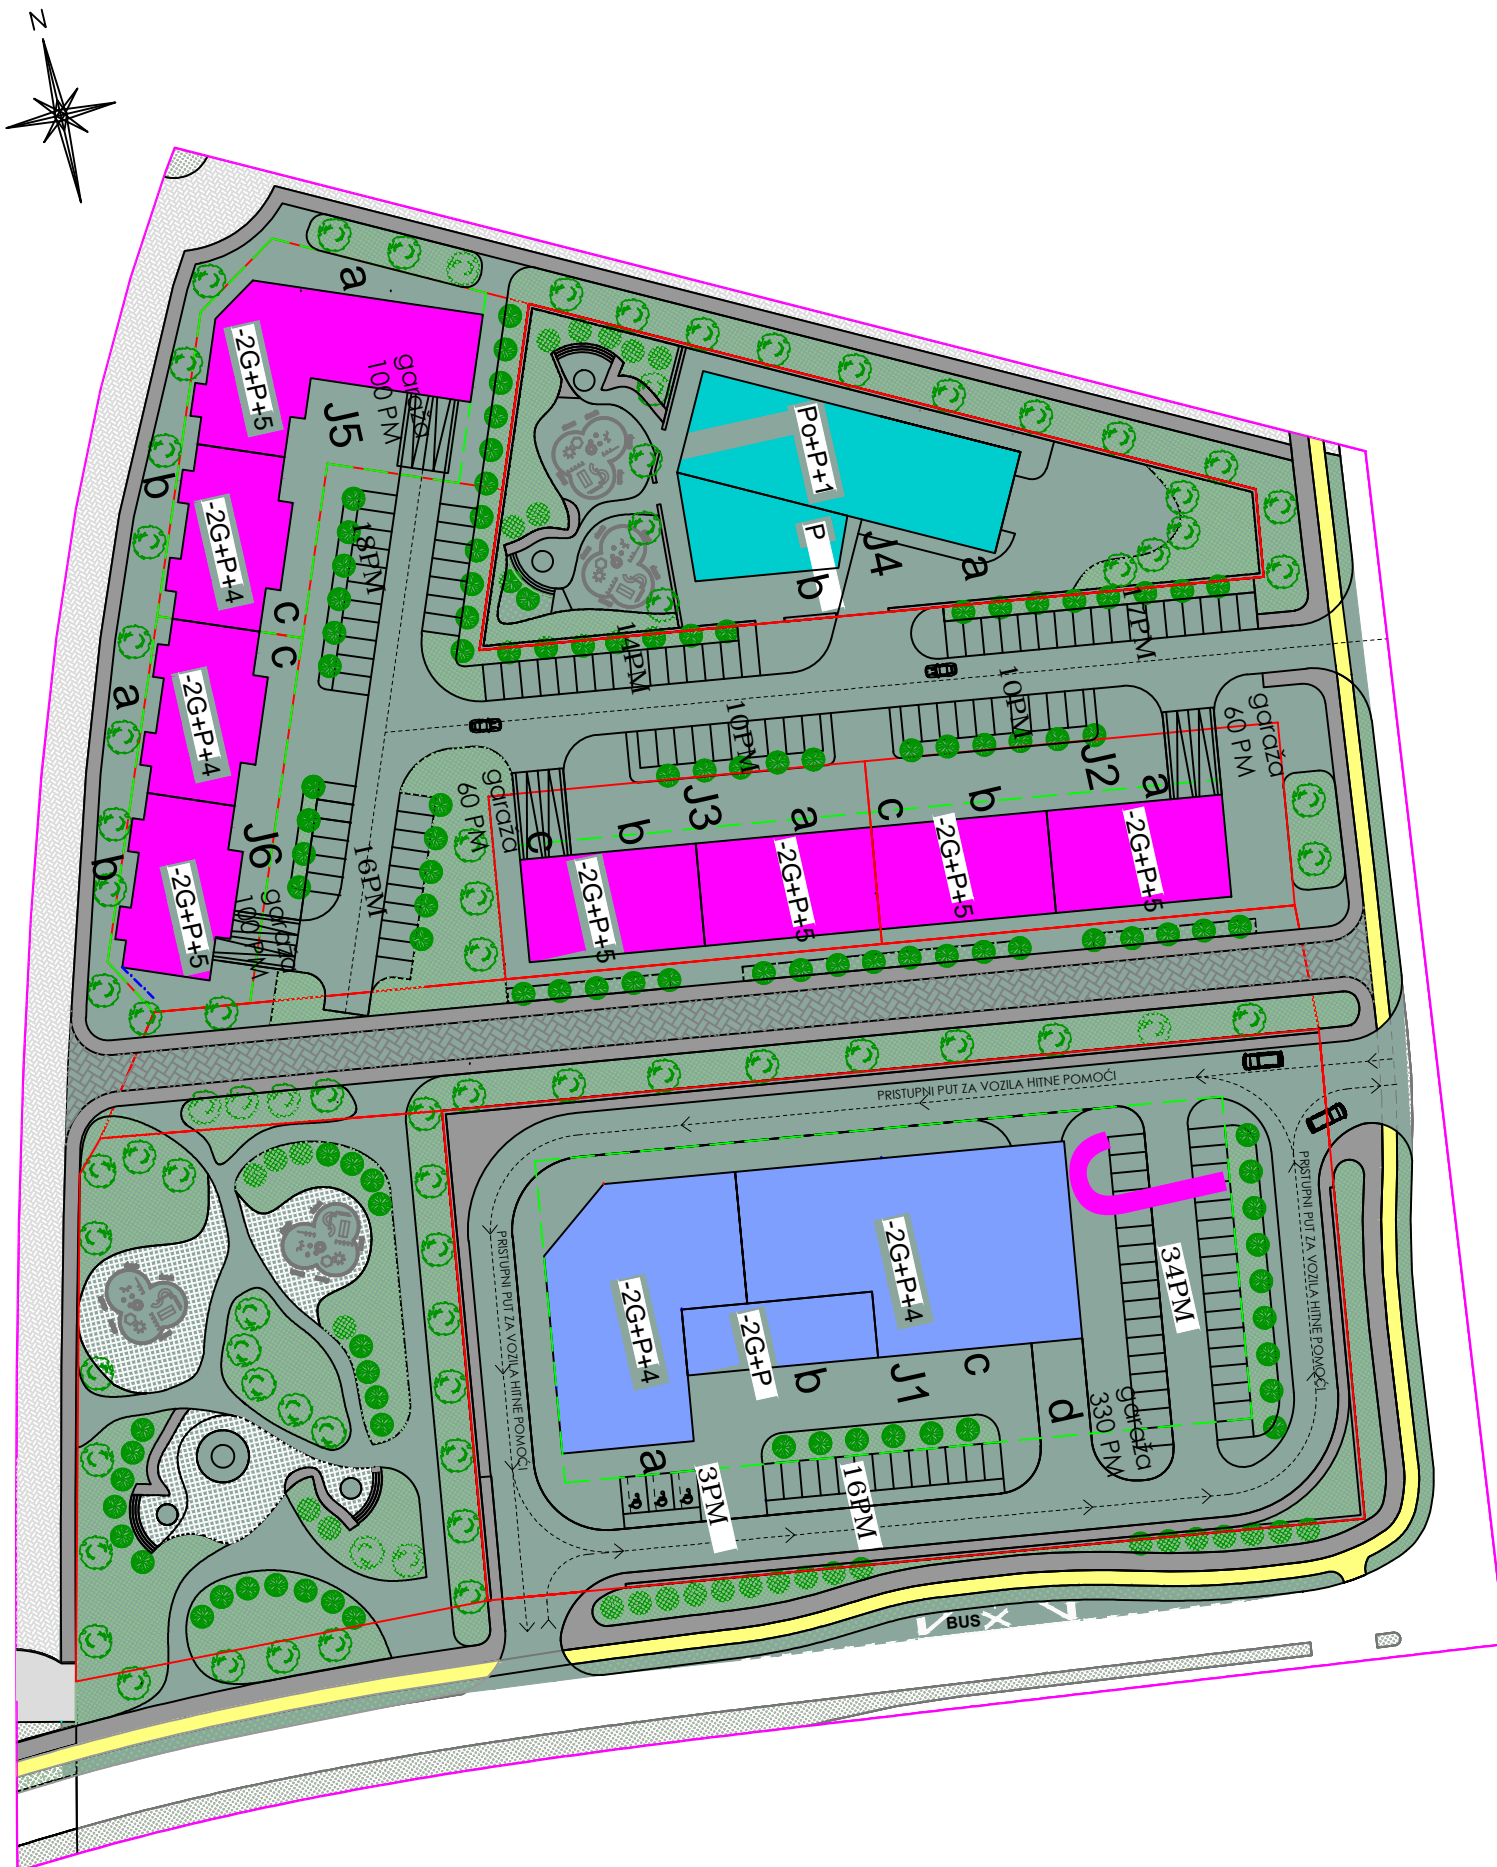 N
a
-2G+P+5
garaža
100 PM
J5
b
-2G+P+4
18PM
c
c
a
-2G+P+4
b
J6
-2G+P+5
garaža
100 PM
16PM
Po+P+1
P
J4
a
b
14PM
17PM
10PM
10PM
garaža
60 PM
J2
a
b
c
-2G+P+5
-2G+P+5
J3
a
b
c
garaža
60 PM
-2G+P+5
-2G+P+5
PRISTUPNI PUT ZA VOZILA HITNE POMOĆI
PRISTUPNI PUT ZA VOZILA HITNE POMOĆI
PRISTUPNI PUT ZA VOZILA HITNE POMOĆI
-2G+P+4
-2G+P+4
-2G+P
34PM
J1
a
b
c
d
garaža
330 PM
3PM
16PM
BUS